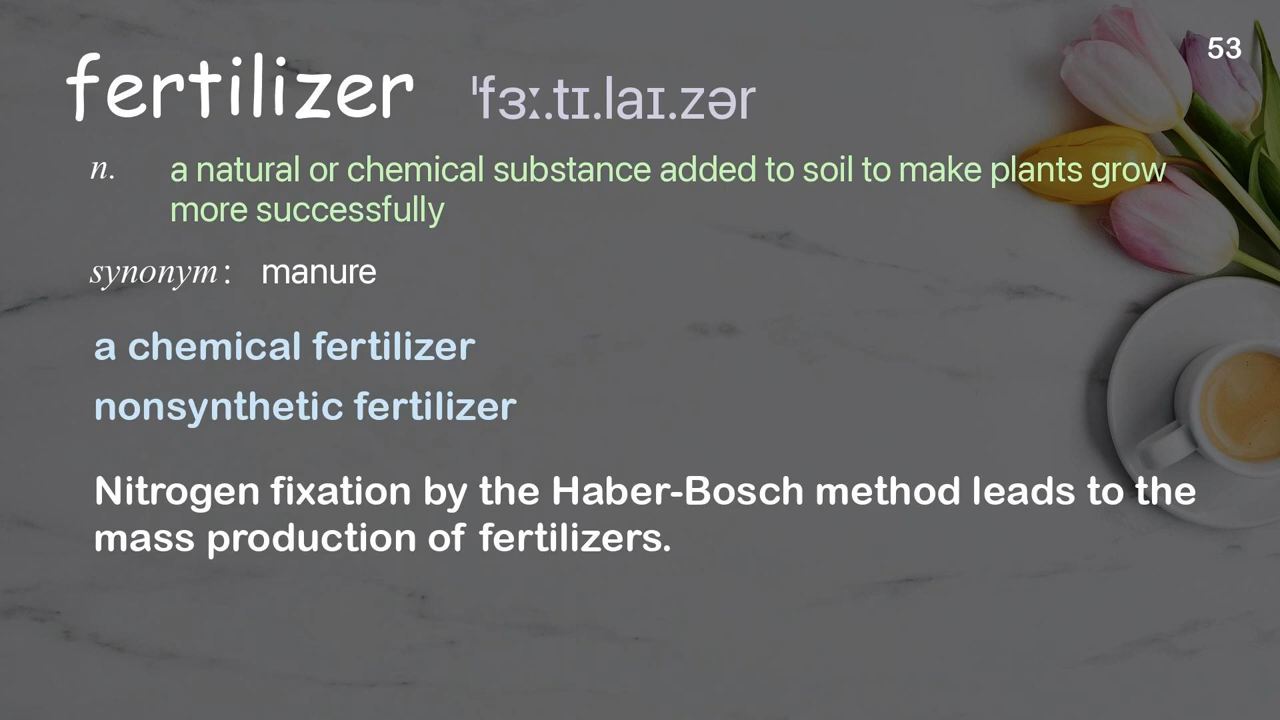 53
fertilizer ˈfɜː.tɪ.laɪ.zər
n. a natural or chemical substance added to soil to make plants grow
more successfully
synonym: manure
a chemical fertilizer
nonsynthetic fertilizer
Nitrogen fixation by the Haber-Bosch method leads to the
mass production of fertilizers.